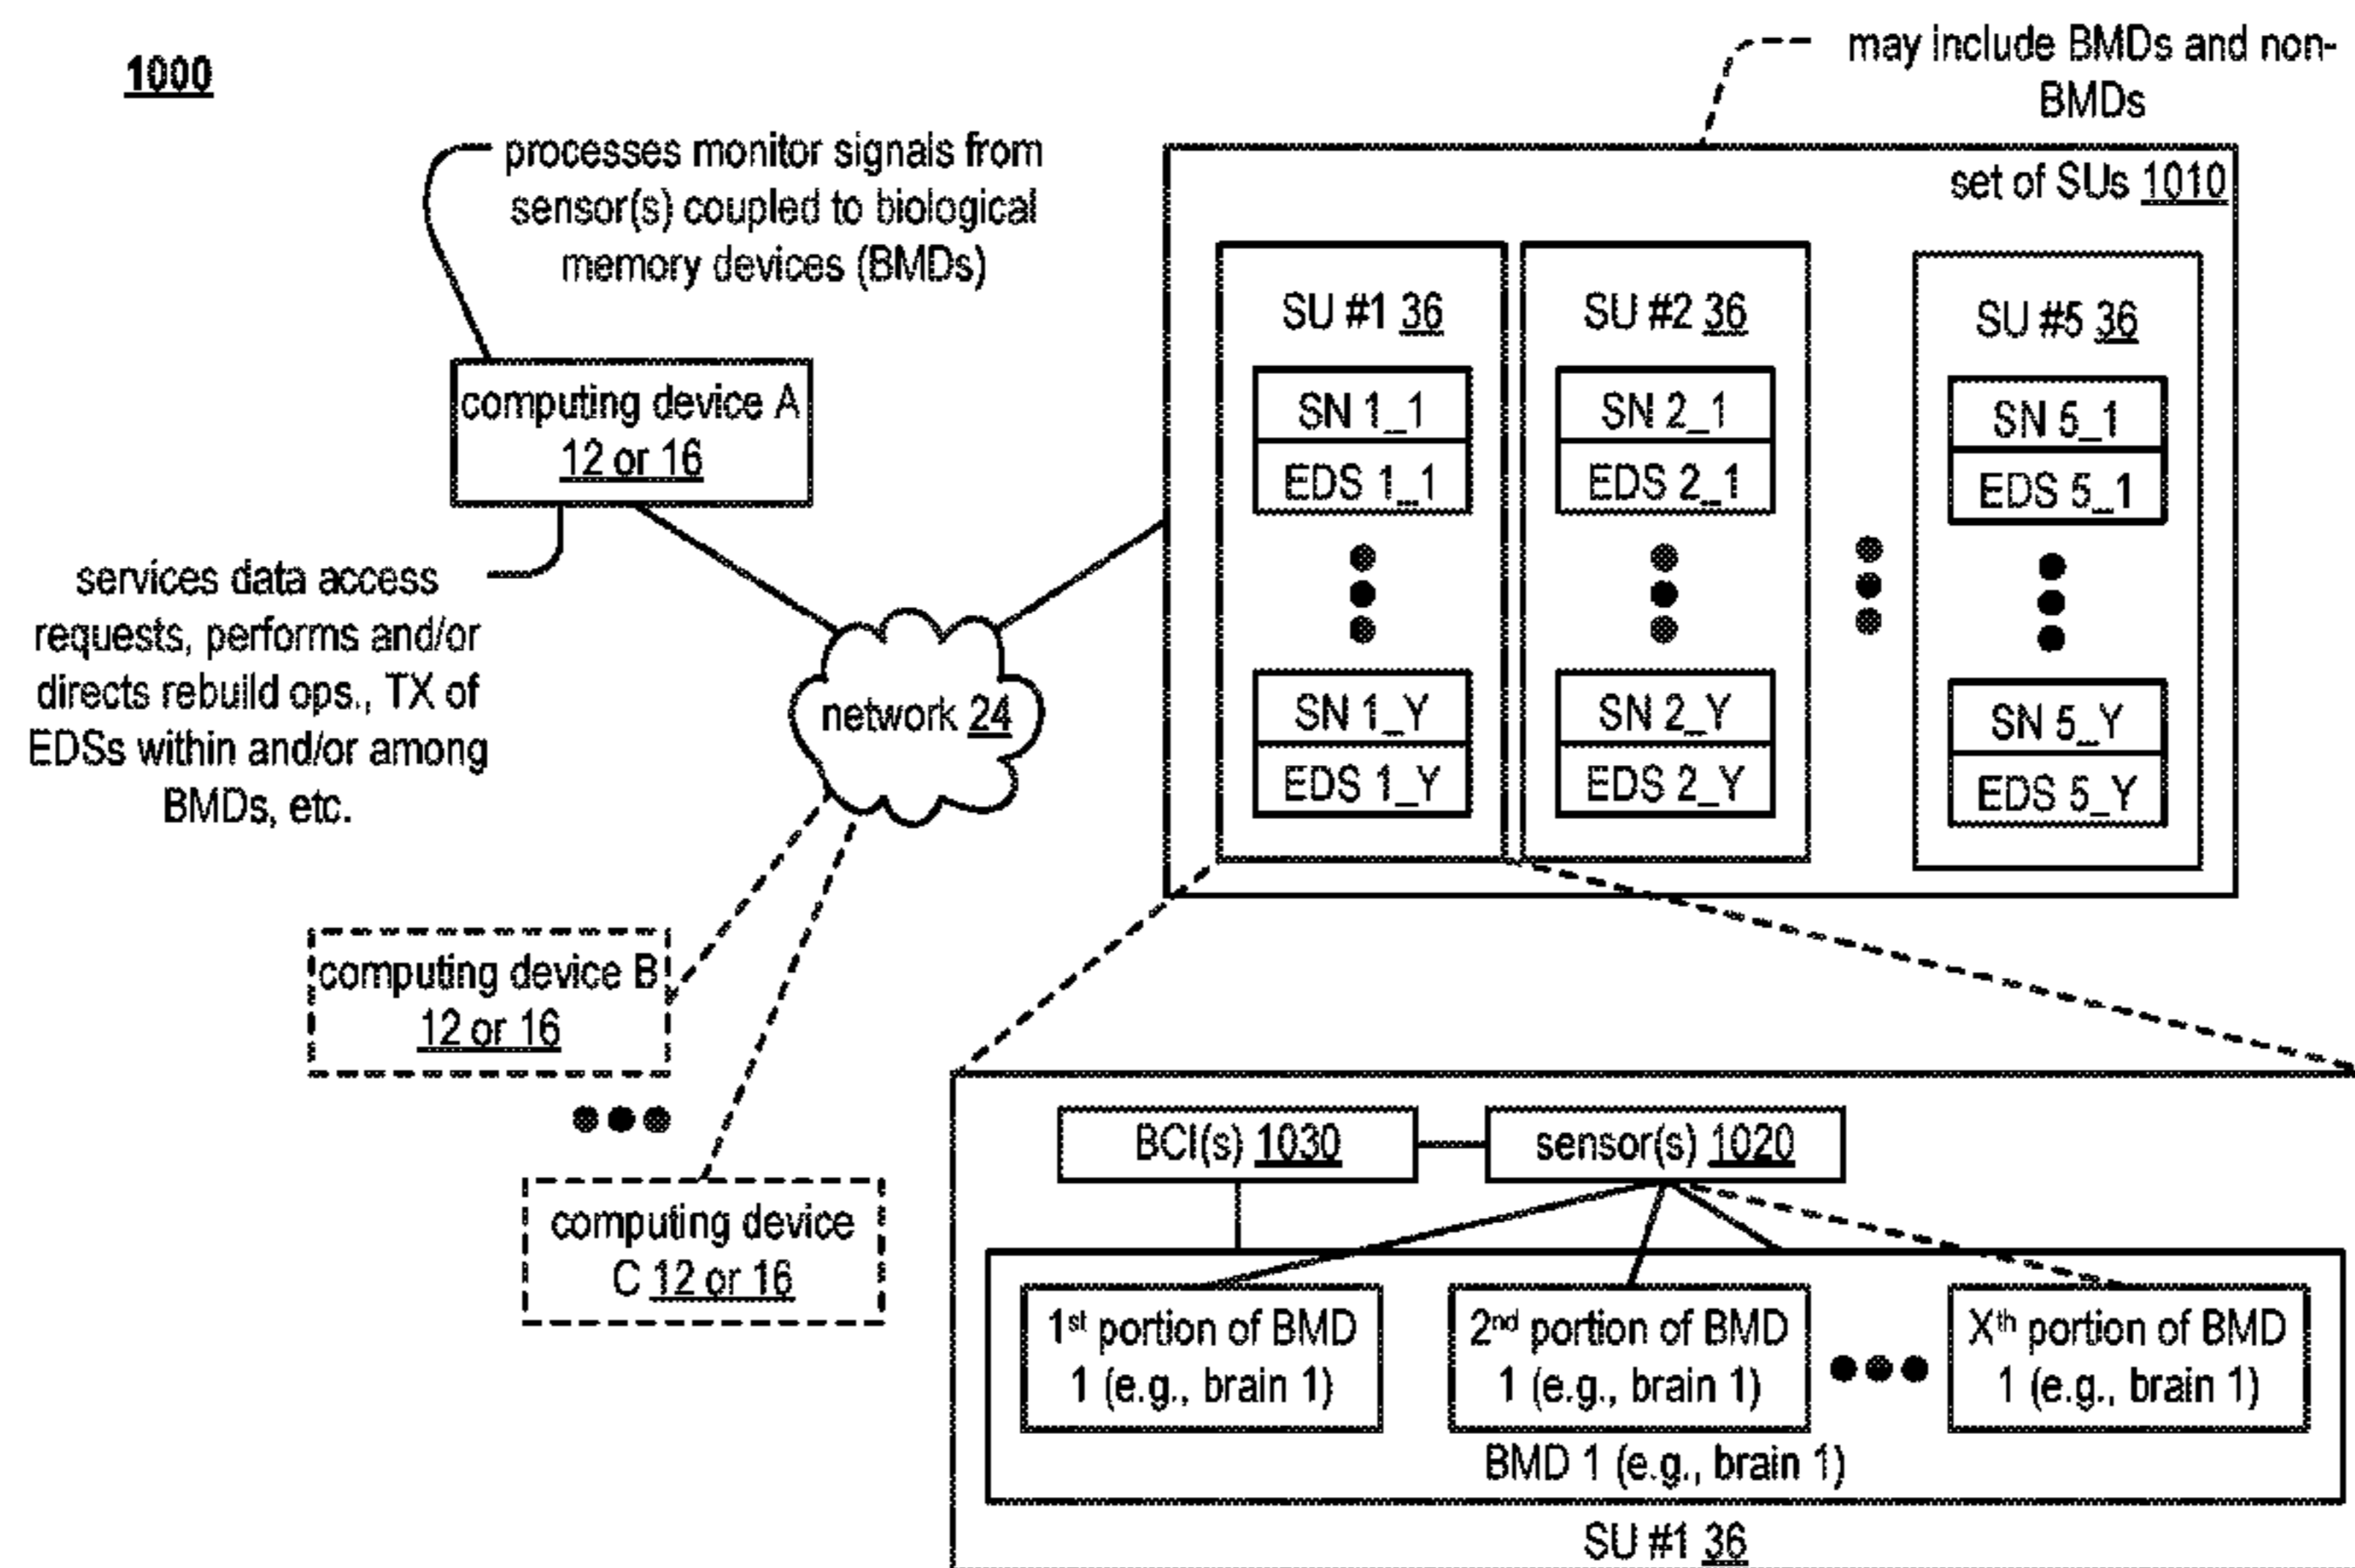 1000
may include BMDs and non-
BMDs
processes monitor signals from
sensor(s) coupled to biological
memory devices (BMDs)
set of SUs 1010
SU #1 36
SN 1_1
EDS 1_1
SN 1_Y
EDS 1_Y
SU #2 36
SN 2_1
EDS 2_1
SN 2_Y
EDS 2_Y
SU #5 36
SN 5_1
EDS 5_1
SN 5_Y
EDS 5_Y
computing device A
12 or 16
services data access
requests, performs and/or
directs rebuild ops., TX of
EDSs within and/or among
BMDs, etc.
network 24
computing device B
12 or 16
computing device
C 12 or 16
BCI(s) 1030
sensor(s) 1020
1st portion of BMD
1 (e.g., brain 1)
2nd portion of BMD
1 (e.g., brain 1)
Xth portion of BMD
1 (e.g., brain 1)
BMD 1 (e.g., brain 1)
SU #1 36